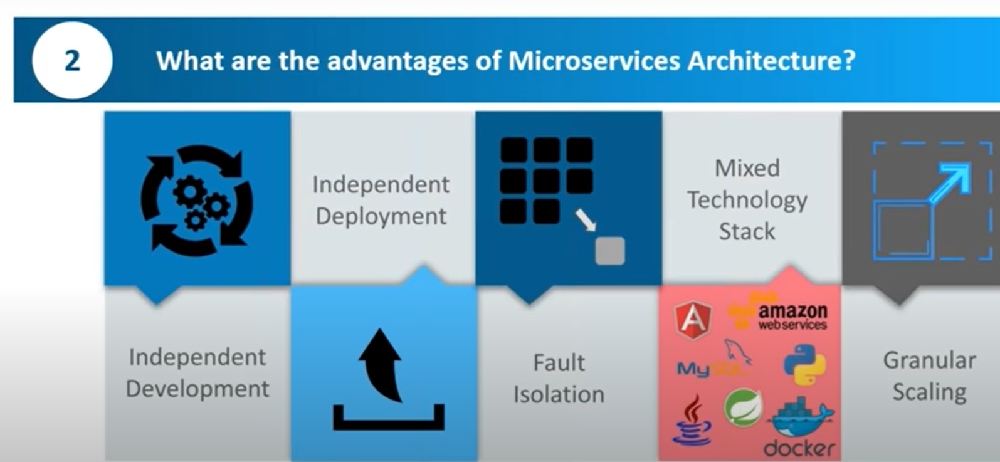 2
What are the advantages of Microservices Architecture?
Independent
Deployment
Mixed
Technology
Stack
Independent
Development
Fault
Isolation
amazon
webservices
MySQL
docker
Granular
Scaling